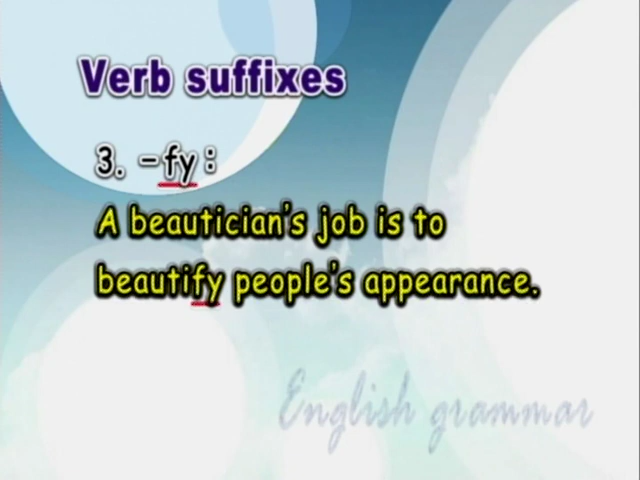 Verb suffixes
3. -fy :
A beautician's job is to
beautify people's appearance.
English grammar